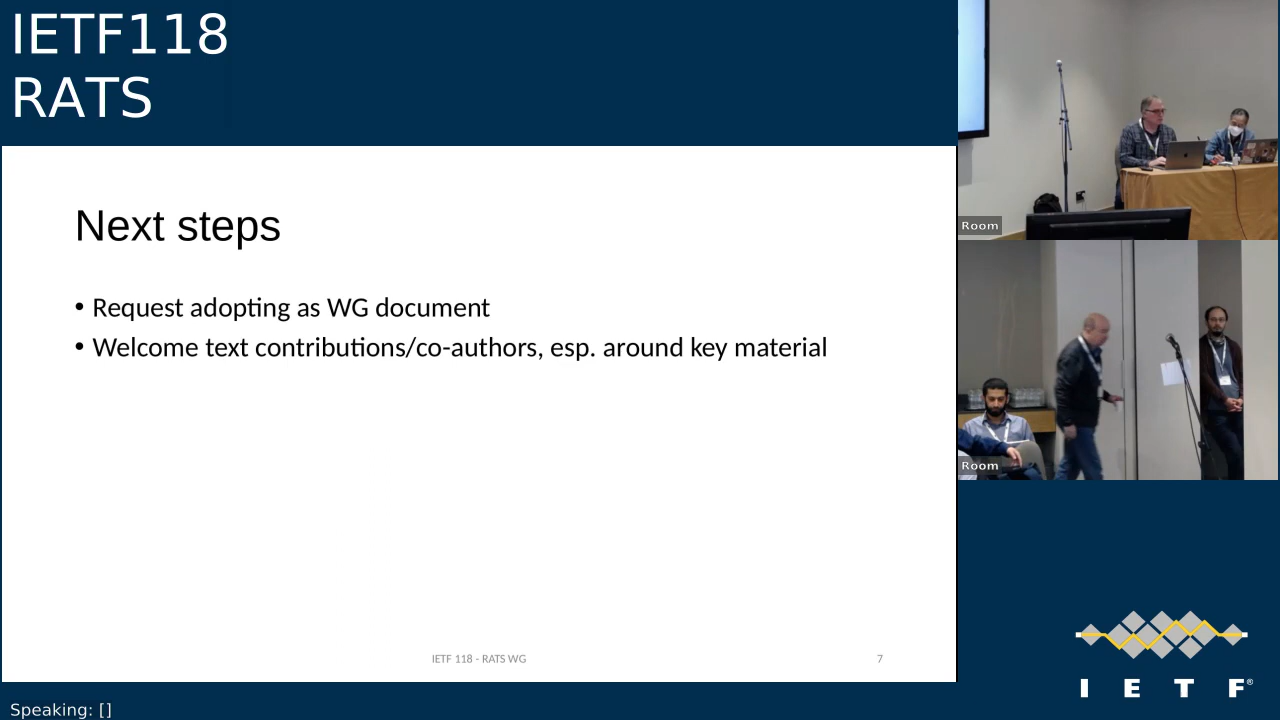 IETF118
RATS
Next steps
• Request adopting as WG document
• Welcome text contributions/co-authors, esp. around key material
IETF 118 - RATS WG
7
Room
Room
I E T F®
Speaking: []